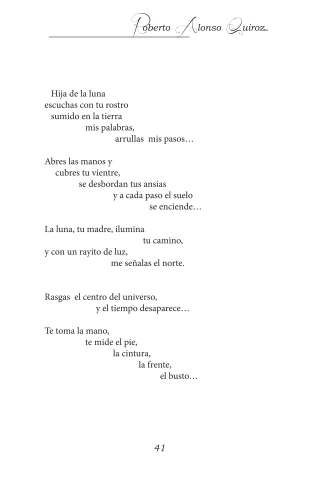 Roberto Alonso Quiroz.
Hija de la luna
escuchas con tu rostro
sumido en la tierra
mis palabras,
arrullas mis pasos…
Abres las manos y
cubres tu vientre,
se desbordan tus ansias
y a cada paso el suelo
se enciende…
La luna, tu madre, ilumina
tu camino,
y con un rayito de luz,
me señalas el norte.
Rasgas el centro del universo,
y el tiempo desaparece…
Te toma la mano,
te mide el pie,
la cintura,
la frente,
el busto…
41